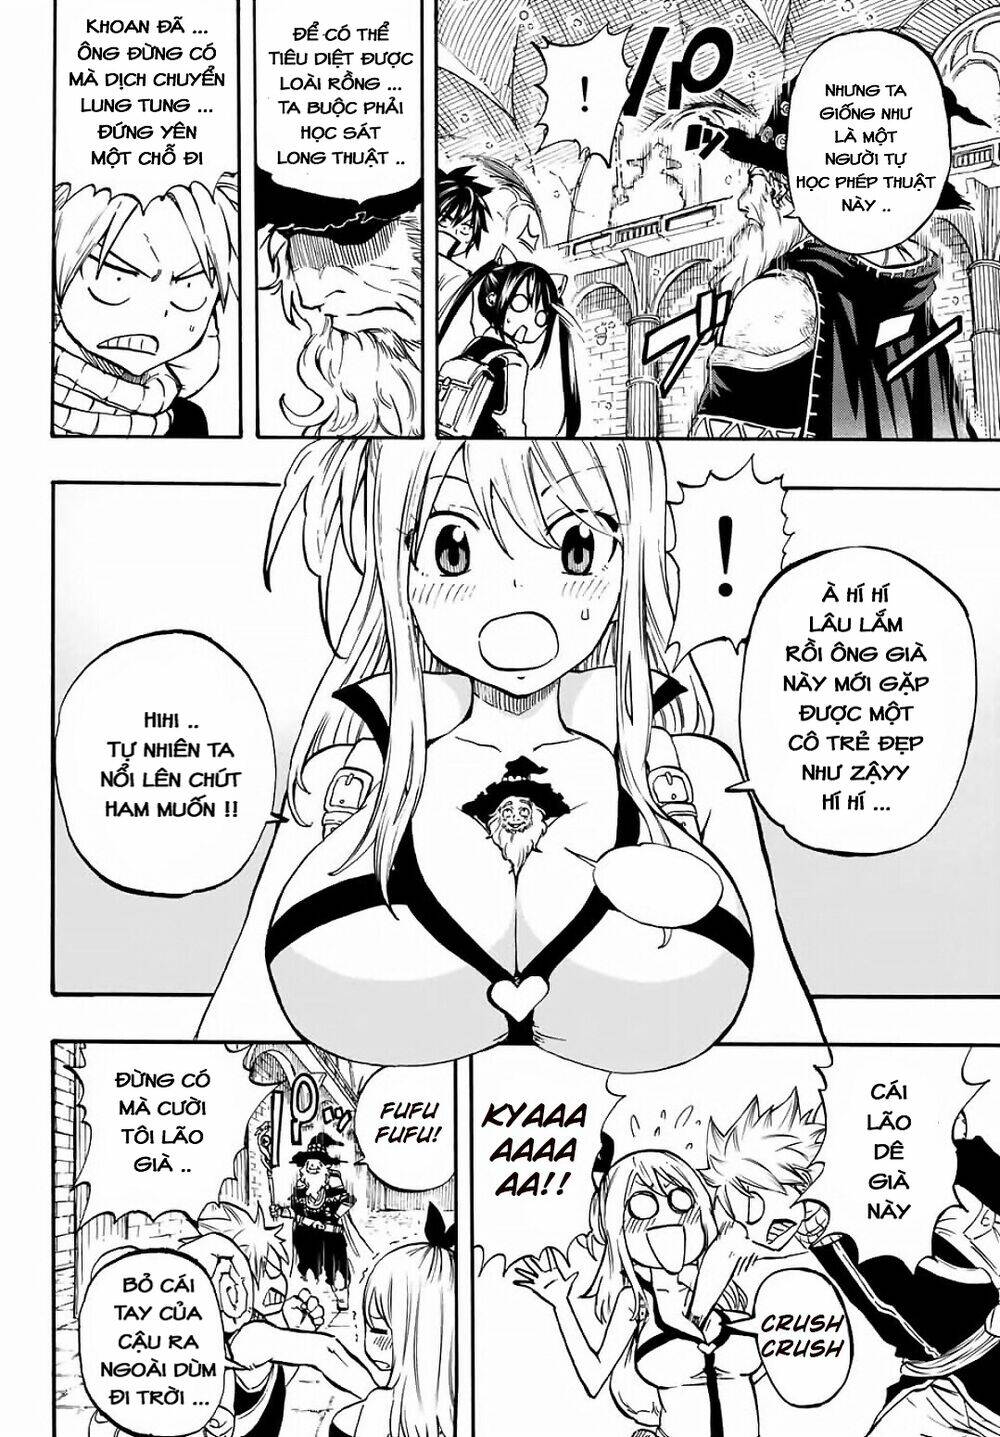 NHƯNG TA
GIỐNG NHƯ
LÀ MỘT
NGƯỜI TỰ
HỌC PHÉP THUẬT
NÀY ..
!
ĐỂ CÓ THỂ
TIÊU DIỆT ĐƯỢC
LOÀI RỒNG ...
TA BUỘC PHẢI
HỌC SÁT
LONG THUẬT ..
KHOAN ĐÃ ...
ÔNG ĐỪNG CÓ
MÀ DỊCH CHUYỂN
LUNG TUNG ...
ĐỨNG YÊN
MỘT CHỖ ĐI
!
À HÍ HÍ
LÂU LẮM
RỒI ÔNG GIÀ
NÀY MỚI GẶP
ĐƯỢC MỘT
CÔ TRẺ ĐẸP
NHƯ ZẬYY
HÍ HÍ ...
HIHI ..
TỰ NHIÊN TA
NỔI LÊN CHÚT
HAM MUỐN !!
CÁI
LÃO
DÊ
GIÀ
NÀY
KYAAA
AAAA
AA!!
CRUSH
CRUSH
FUFU
FUFU!
ĐỪNG CÓ
MÀ CƯỜI
TÔI LÃO
GIÀ ..
BỎ CÁI
TAY CỦA
CẬU RA
NGOÀI DÙM
ĐI TRỜI ...